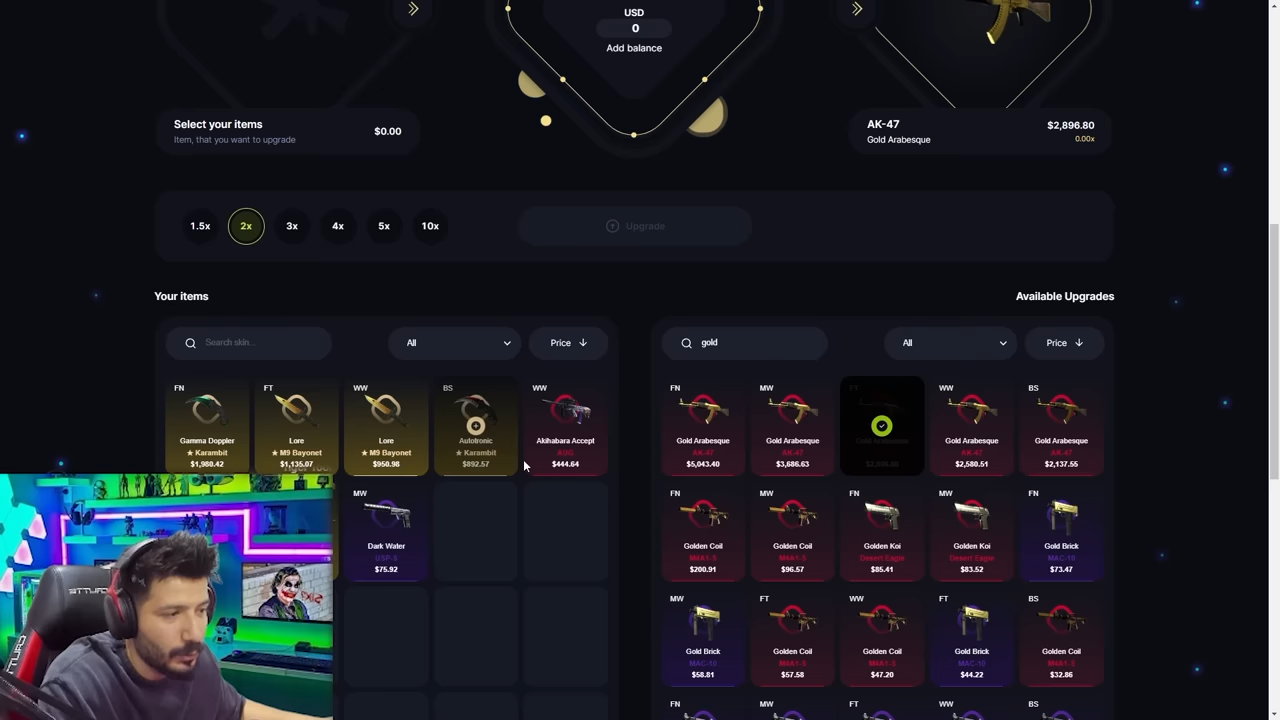 USD
0
Add balance
Select your items
Item, that you want to upgrade
$0.00
AK-47
Gold Arabesque
$2,896.80
0.00x
1.5x
2x
3x
4x
5x
10x
Upgrade
Your items
Available Upgrades
Search skin...
All
Price
gold
All
Price
FN
Gamma Doppler
★ Karambit
$1,980.42
FT
Lore
★ M9 Bayonet
$1,135.07
WW
Lore
★ M9 Bayonet
$950.98
BS
Autotronic
★ Karambit
$892.57
WW
Akihabara Accept
AUG
$444.64
MW
Dark Water
USP-S
$75.92
FN
Gold Arabesque
AK-47
$5,043.40
MW
Gold Arabesque
AK-47
$3,686.63
FT
Gold Arabesque
$2,896.80
WW
Gold Arabesque
AK-47
$2,580.51
BS
Gold Arabesque
AK-47
$2,137.55
FN
Golden Coil
M4A1-S
$200.91
MW
Golden Coil
M4A1-S
$96.57
FN
Golden Koi
Desert Eagle
$85.41
MW
Golden Koi
Desert Eagle
$83.52
FN
Gold Brick
MAC-10
$73.47
MW
Gold Brick
MAC-10
$58.81
FT
Golden Coil
M4A1-S
$57.58
WW
Golden Coil
M4A1-S
$47.20
FT
Gold Brick
MAC-10
$44.22
BS
Golden Coil
M4A1-S
$32.86
FN
MW
FT
WW
BS